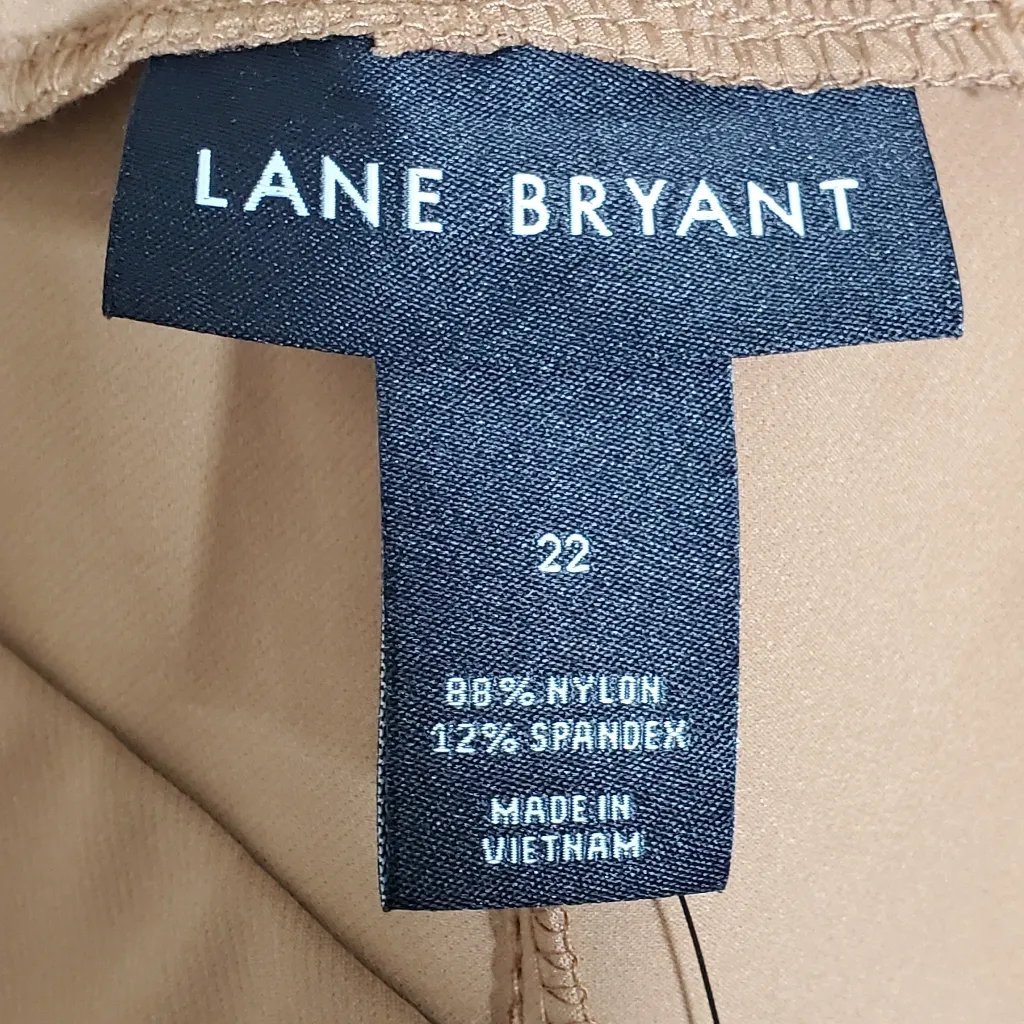 LANE BRYANT
22
88% NYLON
12% SPANDEX
MADE IN
VIETNAM